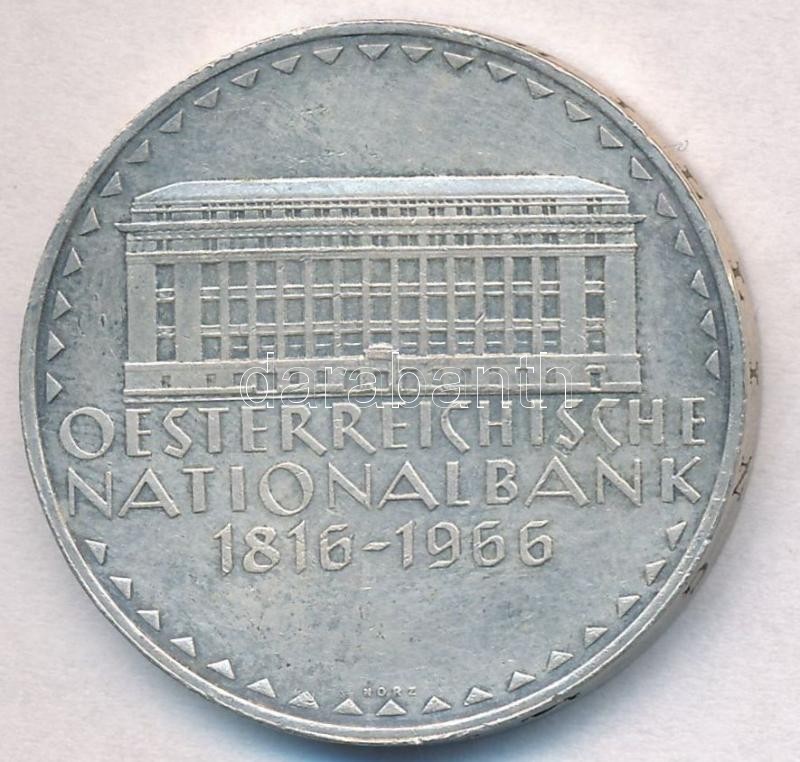 darabanth
OESTERREICHISCHE
NATIONALBANK
1816-1966
HORZ